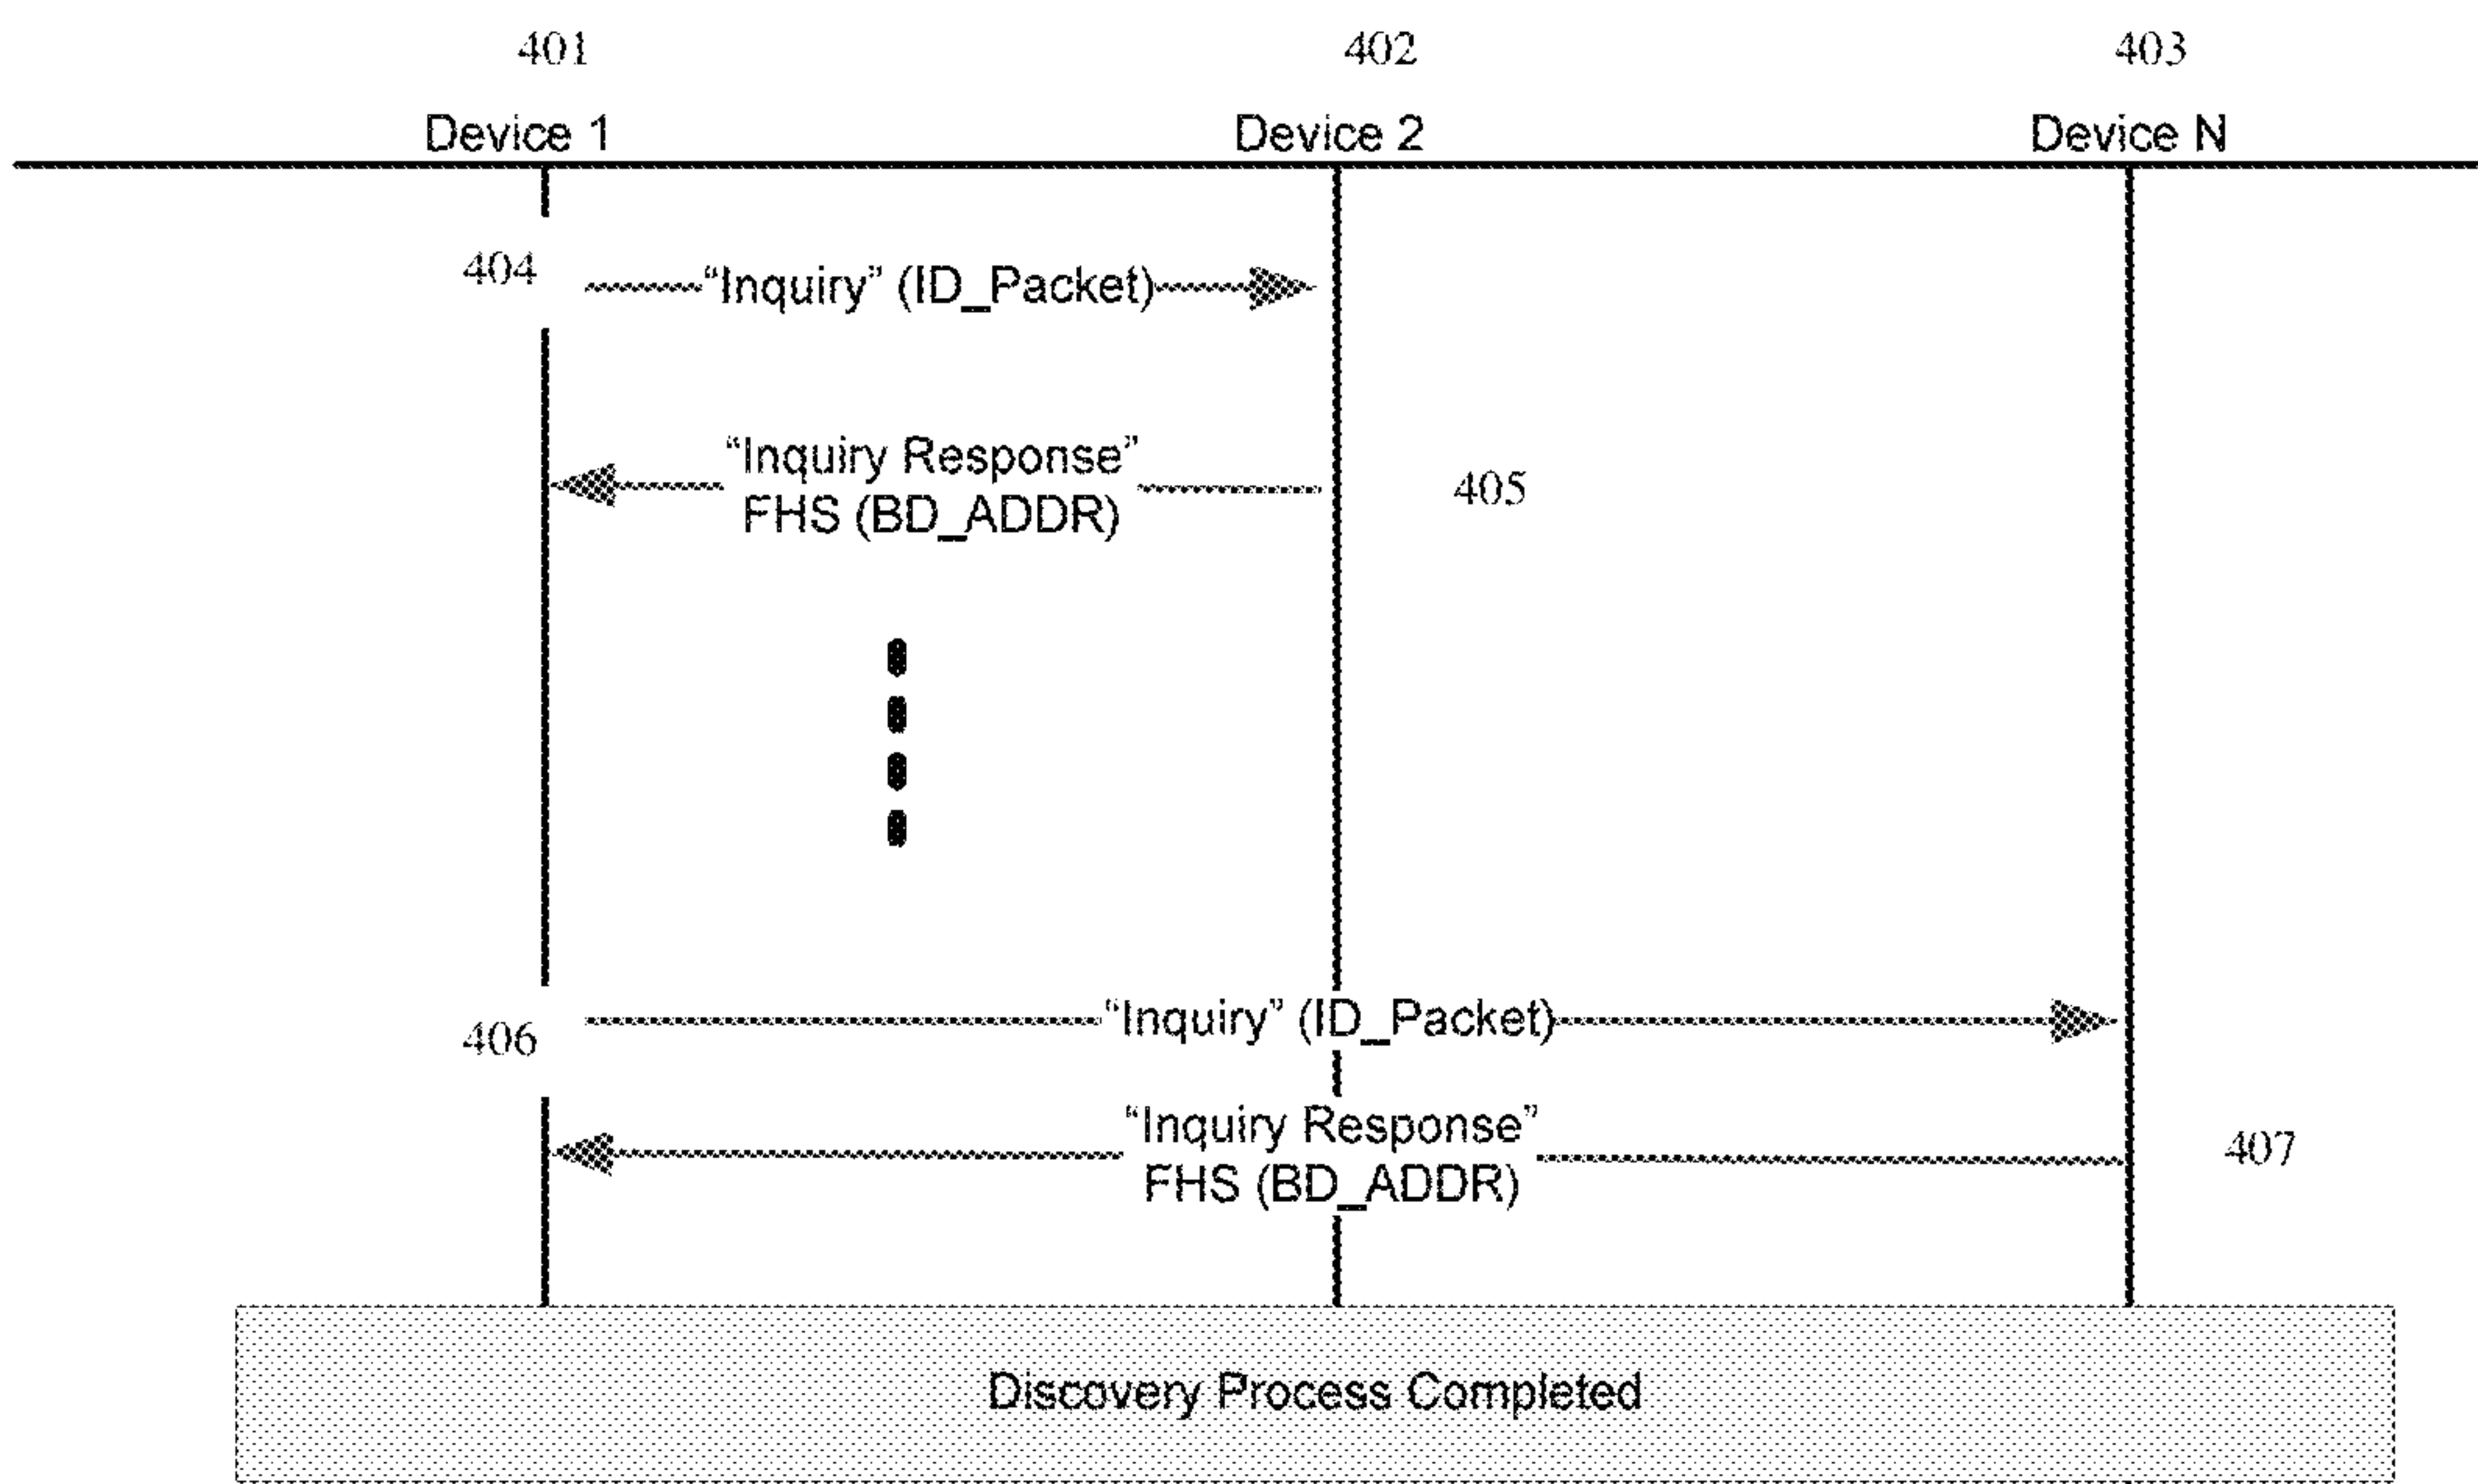 401 402 403
Device 1 Device 2 Device N
404 “Inquiry” (ID_Packet)
“Inquiry Response”
FHS (BD_ADDR)
405
“Inquiry” (ID_Packet)
406
“Inquiry Response”
FHS (BD_ADDR)
407
Discovery Process Completed